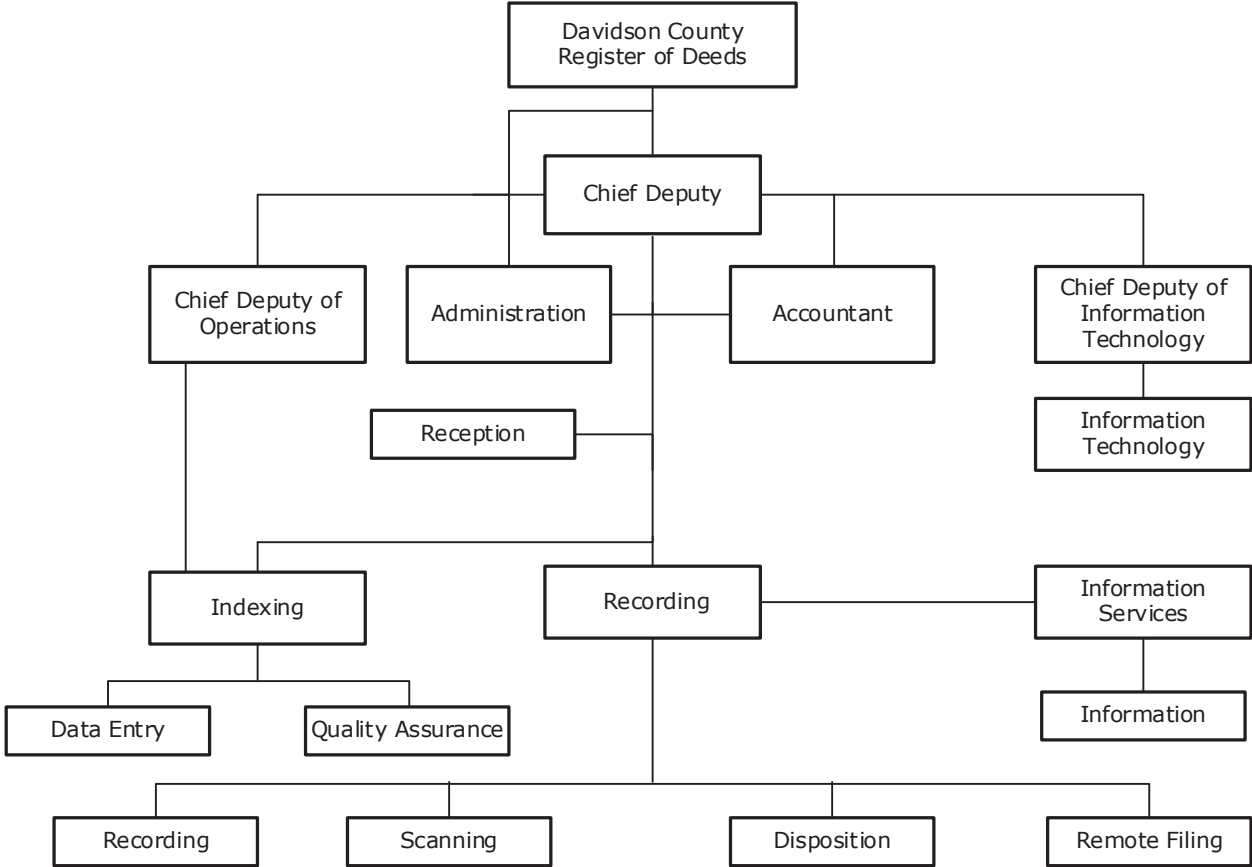 Davidson County
Register of Deeds
Chief Deputy
Chief Deputy of
Operations
Administration
Accountant
Chief Deputy of
Information
Technology
Reception
Information
Technology
Indexing
Recording
Information
Services
Data Entry
Quality Assurance
Information
Recording
Scanning
Disposition
Remote Filing